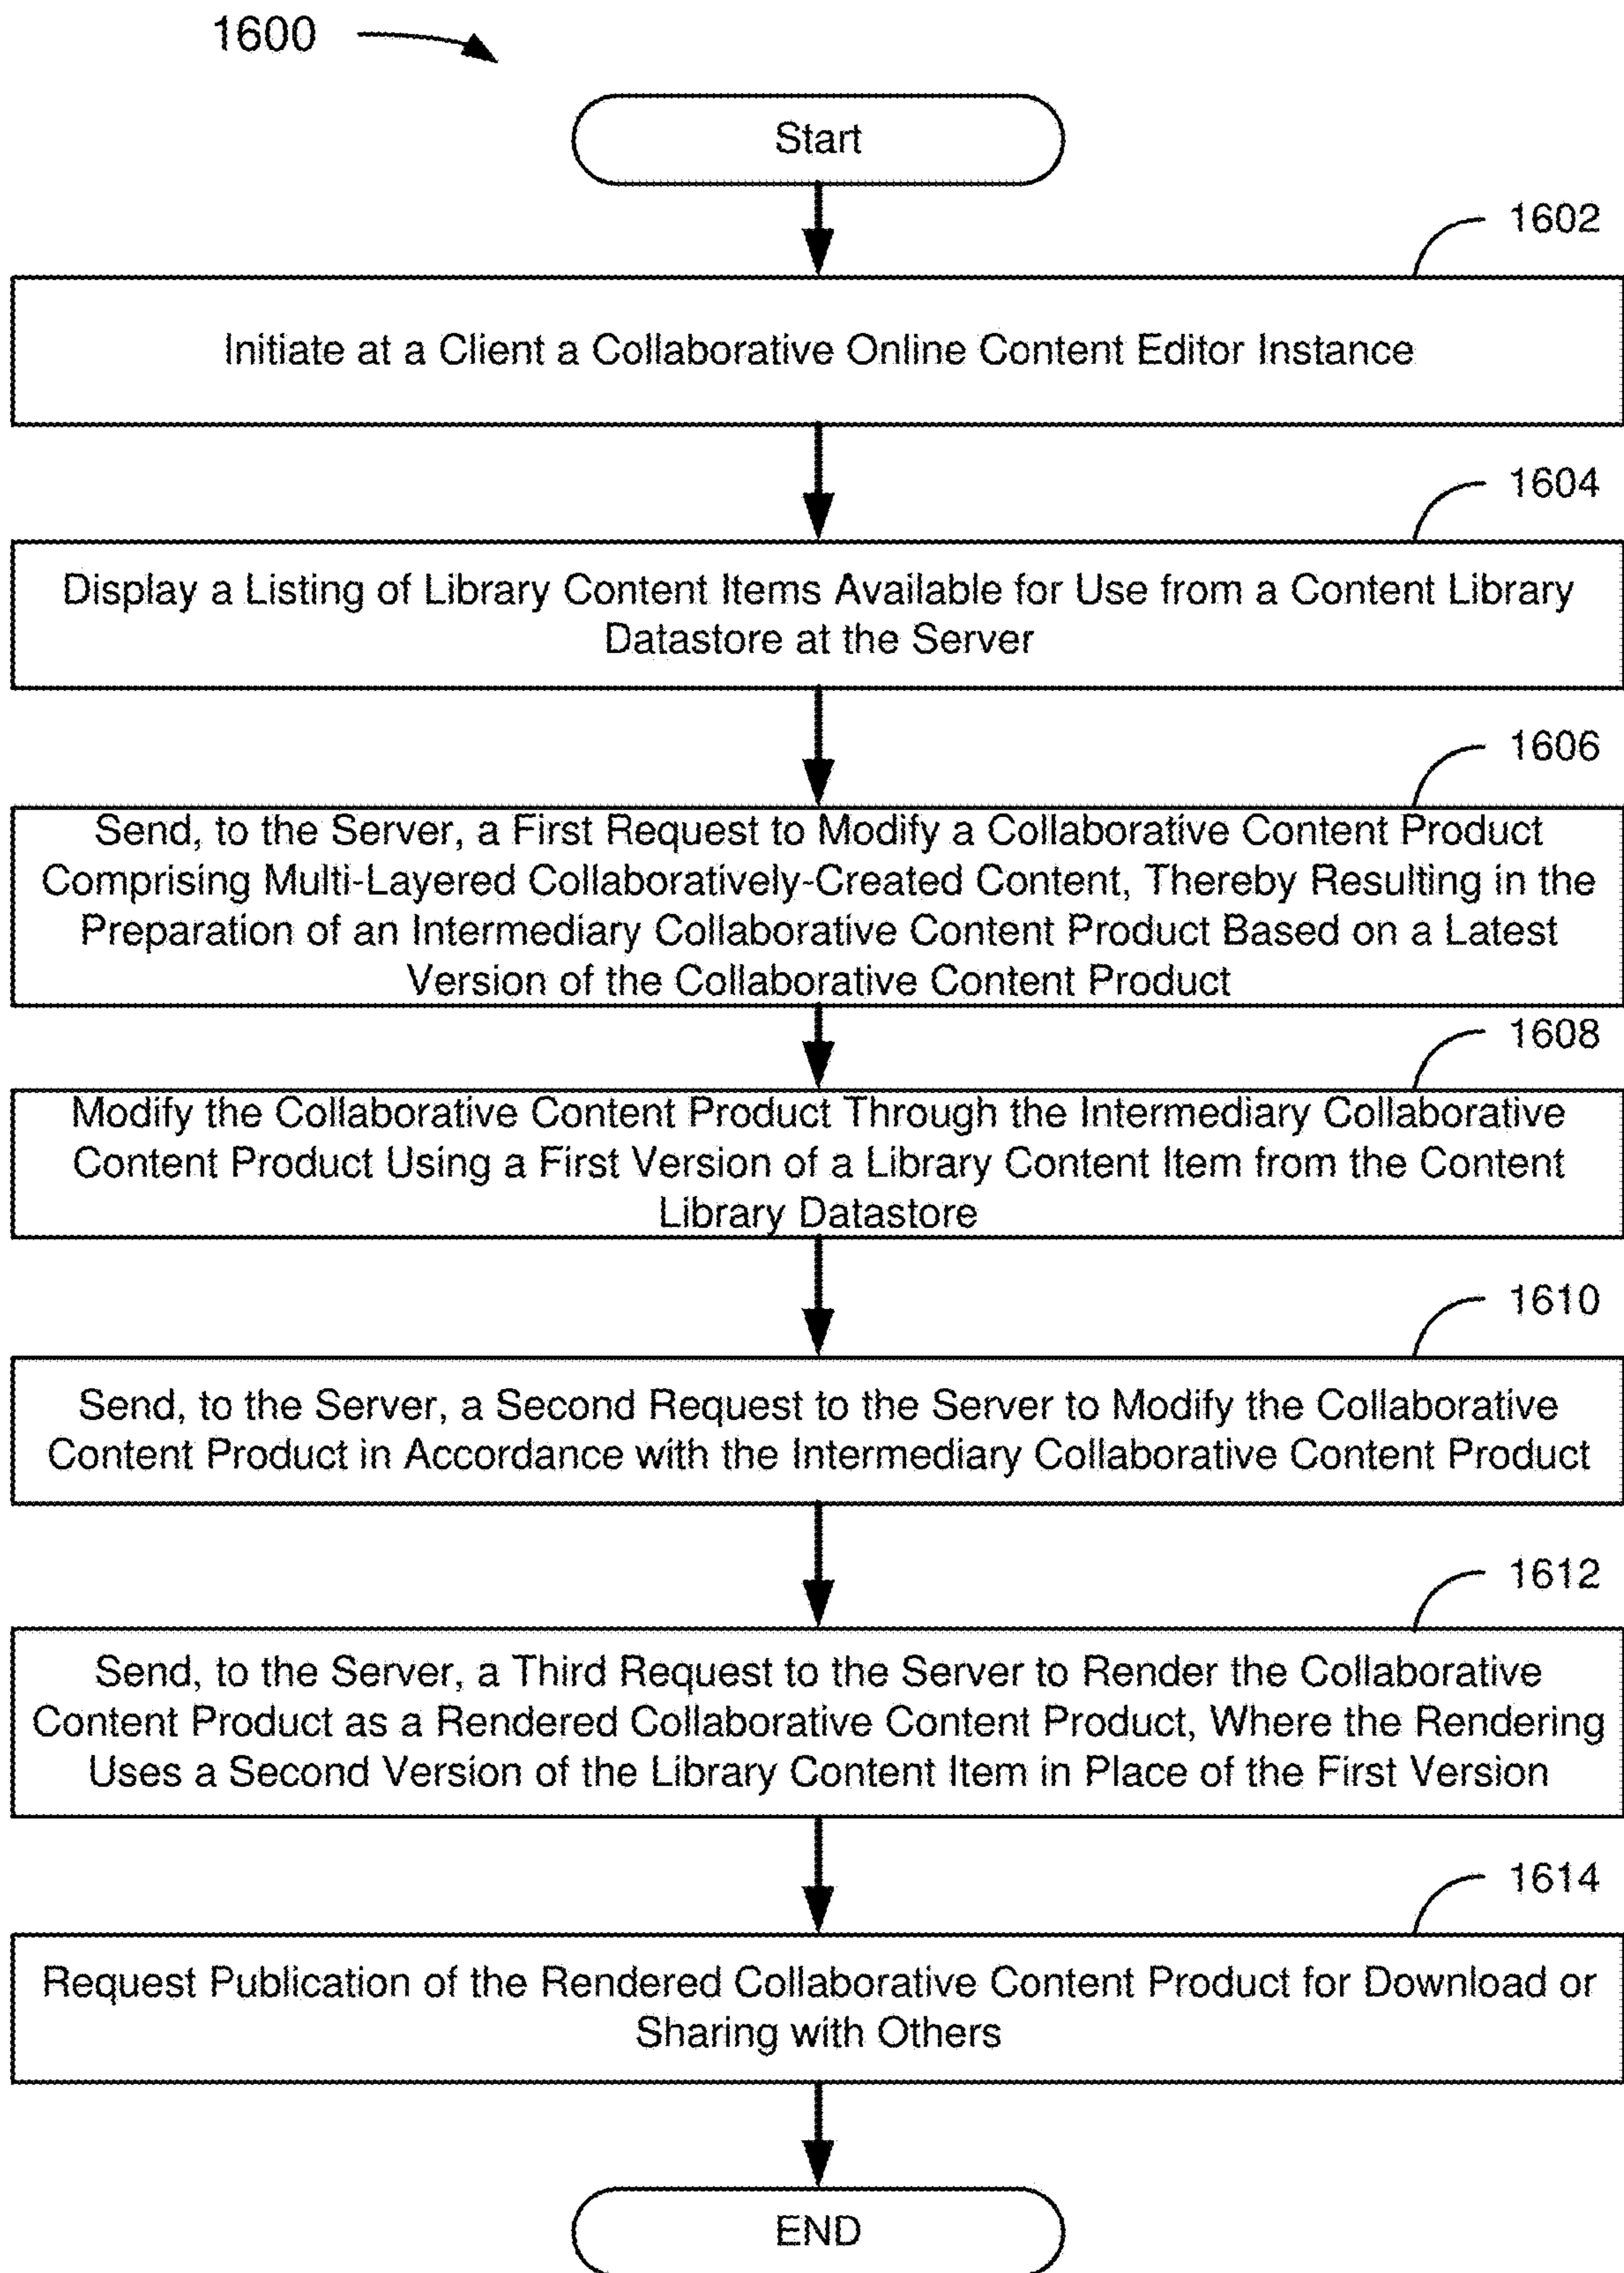 1600
Start
1602
Initiate at a Client a Collaborative Online Content Editor Instance
1604
Display a Listing of Library Content Items Available for Use from a Content Library
Datastore at the Server
1606
Send, to the Server, a First Request to Modify a Collaborative Content Product
Comprising Multi-Layered Collaboratively-Created Content, Thereby Resulting in the
Preparation of an Intermediary Collaborative Content Product Based on a Latest
Version of the Collaborative Content Product
1608
Modify the Collaborative Content Product Through the Intermediary Collaborative
Content Product Using a First Version of a Library Content Item from the Content
Library Datastore
1610
Send, to the Server, a Second Request to the Server to Modify the Collaborative
Content Product in Accordance with the Intermediary Collaborative Content Product
1612
Send, to the Server, a Third Request to the Server to Render the Collaborative
Content Product as a Rendered Collaborative Content Product, Where the Rendering
Uses a Second Version of the Library Content Item in Place of the First Version
1614
Request Publication of the Rendered Collaborative Content Product for Download or
Sharing with Others
END